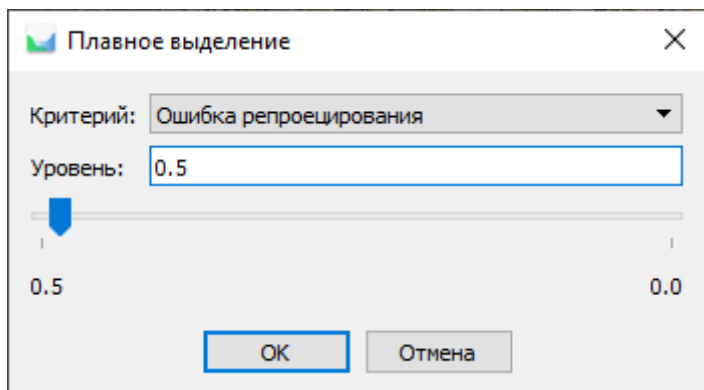 Плавное выделение
Критерий: Ошибка репроецирования
Уровень: 0.5
0.5 0.0
OK Отмена